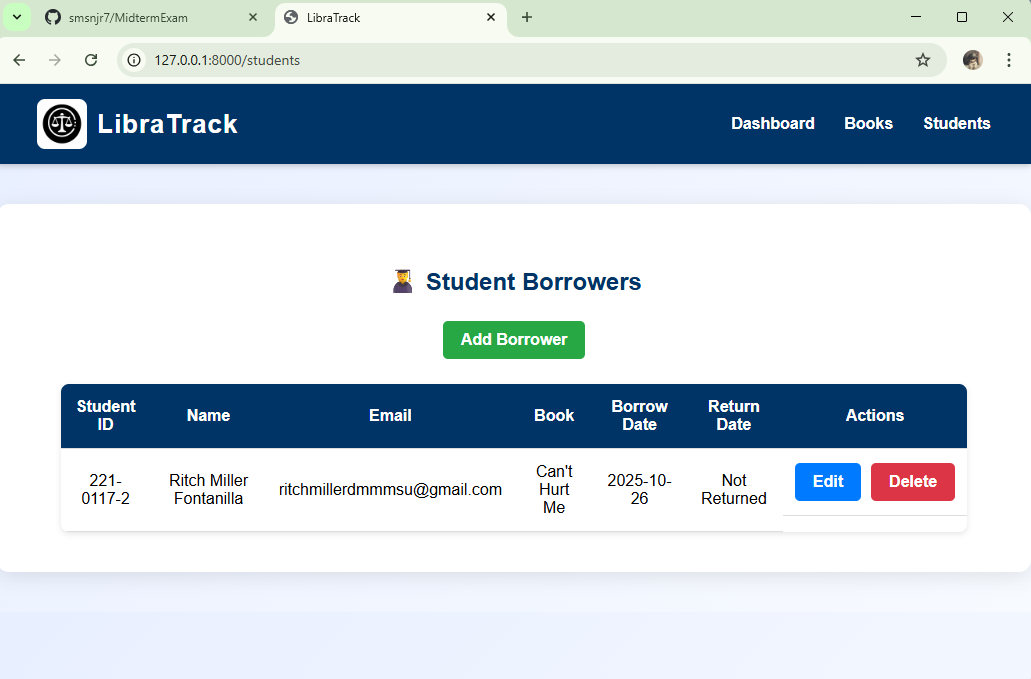 smsnjr7/MidtermExam
LibraTrack
127.0.0.1:8000/students
LibraTrack
Dashboard
Books
Students
Student Borrowers
Add Borrower
Student
ID
Name
Email
Book
Borrow
Date
Return
Date
Actions
221-
0117-2
Ritch Miller
Fontanilla
ritchmillerdmmmsu@gmail.com
Can't
Hurt
Me
2025-10-
26
Not
Returned
Edit
Delete